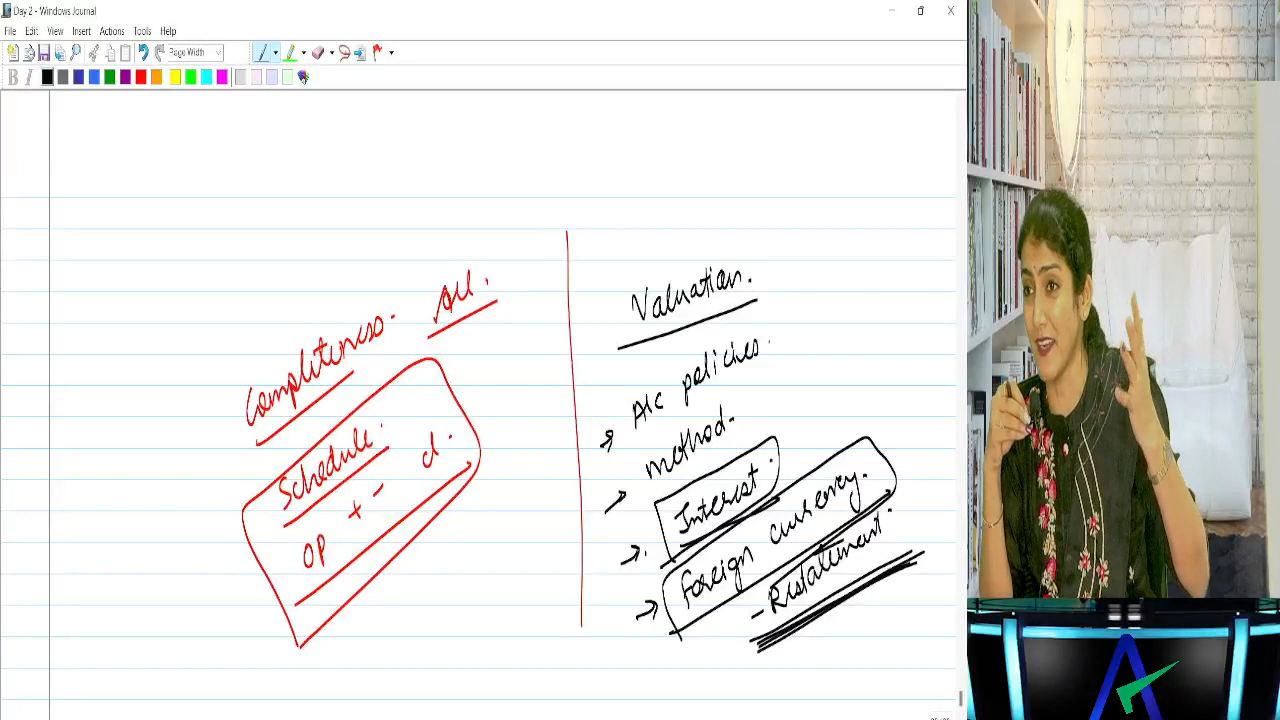 Day 2 - Windows Journal
File Edit View Insert Actions Tools Help
Page Width
B I
Completeness. All.
Schedule.
OP + - cl.
Valuation.
→ A/c policies
→ method.
→ Interest.
→ Foreign currency.
- Restatement.